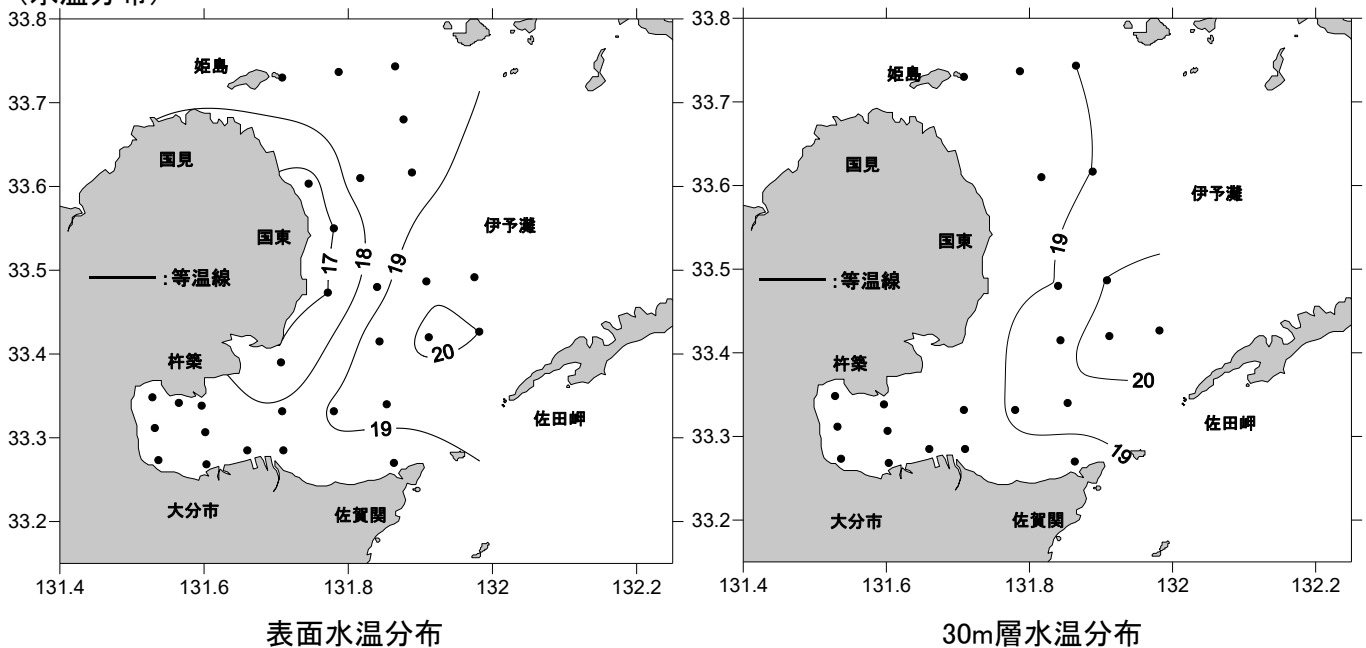 (水温分布)
33.8
33.7
33.6
33.5
33.4
33.3
33.2
131.4
131.6
131.8
132
132.2
姫島
国見
国東
伊予灘
:等温線
杵築
佐田岬
大分市
佐賀関
17
18
19
20
19
表面水温分布
33.8
33.7
33.6
33.5
33.4
33.3
33.2
131.4
131.6
131.8
132
132.2
姫島
国見
国東
伊予灘
:等温線
杵築
佐田岬
大分市
佐賀関
19
20
19
30m層水温分布